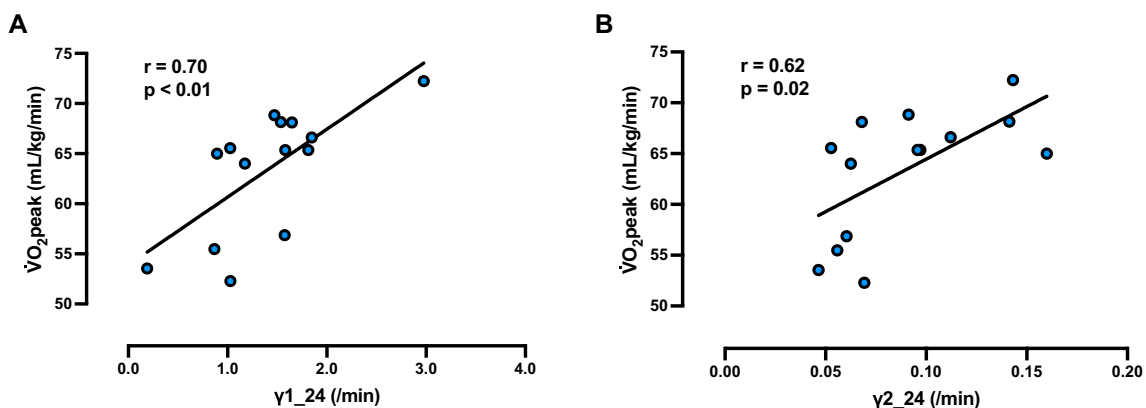 A
75
70
65
60
55
50
V̇O₂peak (mL/kg/min)
r = 0.70
p < 0.01
0.0 1.0 2.0 3.0 4.0
γ1_24 (/min)
B
75
70
65
60
55
50
V̇O₂peak (mL/kg/min)
r = 0.62
p = 0.02
0.00 0.05 0.10 0.15 0.20
γ2_24 (/min)